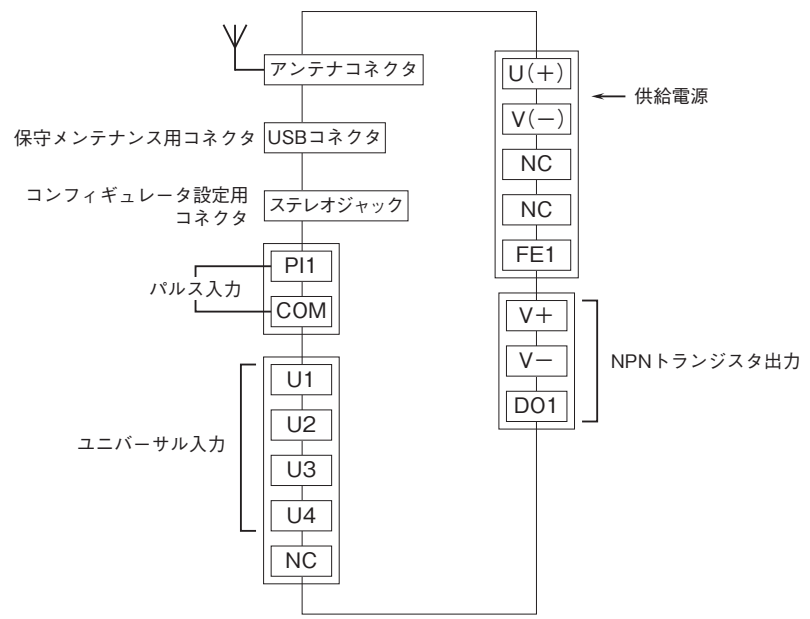 アンテナコネクタ
保守メンテナンス用コネクタ
USBコネクタ
コンフィギュレータ設定用
コネクタ
ステレオジャック
パルス入力
PI1
COM
ユニバーサル入力
U1
U2
U3
U4
NC
U(+)
V(−)
NC
NC
FE1
供給電源
V+
V−
DO1
NPNトランジスタ出力